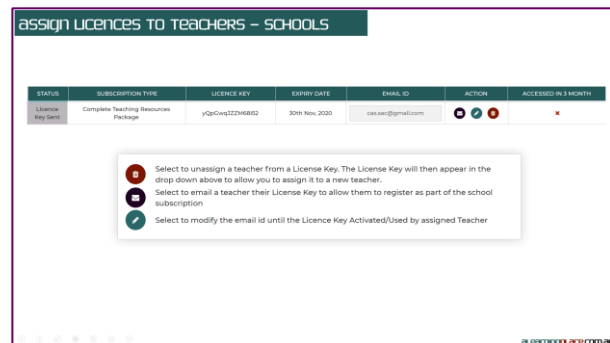 assign licences to teachers – schools
STATUS SUBSCRIPTION TYPE LICENCE KEY EXPIRY DATE EMAIL ID ACTION ACCESSED IN 3 MONTH
Licence Key Sent Complete Teaching Resources Package yQpGwqJZZM68IS2 30th Nov, 2020 cas.sac@gmail.com
Select to unassign a teacher from a License Key. The License Key will then appear in the
drop down above to allow you to assign it to a new teacher.
Select to email a teacher their License Key to allow them to register as part of the school
subscription
Select to modify the email id until the Licence Key Activated/Used by assigned Teacher